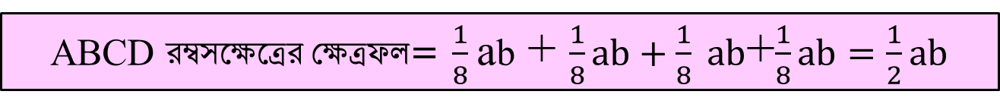 ABCD রম্বসক্ষেত্রের ক্ষেত্রফল= 1/8 ab + 1/8 ab + 1/8 ab+1/8 ab = 1/2 ab